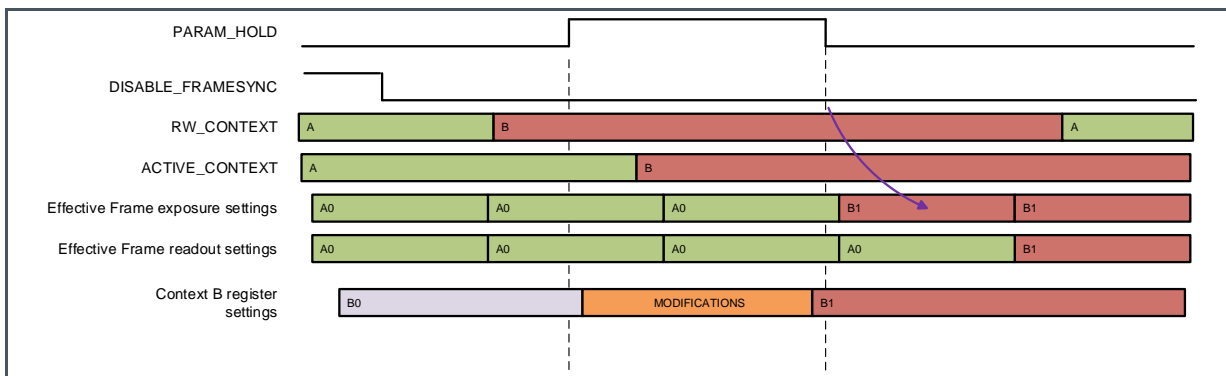 PARAM_HOLD
DISABLE_FRAMESYNC
RW_CONTEXT A B A
ACTIVE_CONTEXT A B
Effective Frame exposure settings A0 A0 A0 B1 B1
Effective Frame readout settings A0 A0 A0 A0 B1
Context B register
settings B0 MODIFICATIONS B1